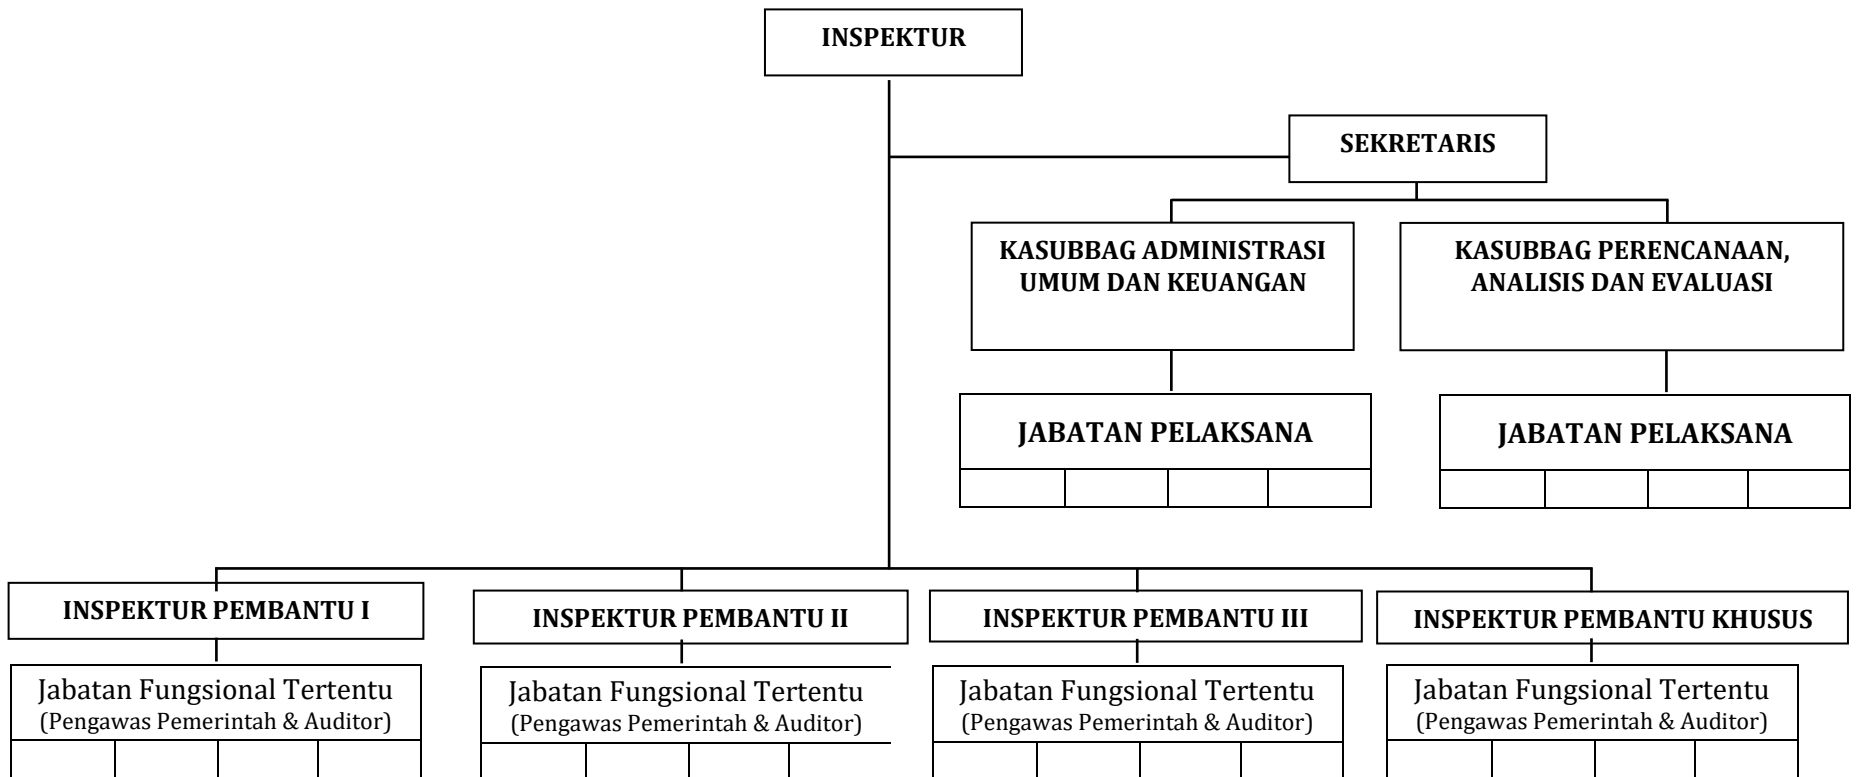 INSPEKTUR
SEKRETARIS
KASUBBAG ADMINISTRASI
UMUM DAN KEUANGAN
KASUBBAG PERENCANAAN,
ANALISIS DAN EVALUASI
JABATAN PELAKSANA
JABATAN PELAKSANA
INSPEKTUR PEMBANTU I
INSPEKTUR PEMBANTU II
INSPEKTUR PEMBANTU III
INSPEKTUR PEMBANTU KHUSUS
Jabatan Fungsional Tertentu
(Pengawas Pemerintah & Auditor)
Jabatan Fungsional Tertentu
(Pengawas Pemerintah & Auditor)
Jabatan Fungsional Tertentu
(Pengawas Pemerintah & Auditor)
Jabatan Fungsional Tertentu
(Pengawas Pemerintah & Auditor)